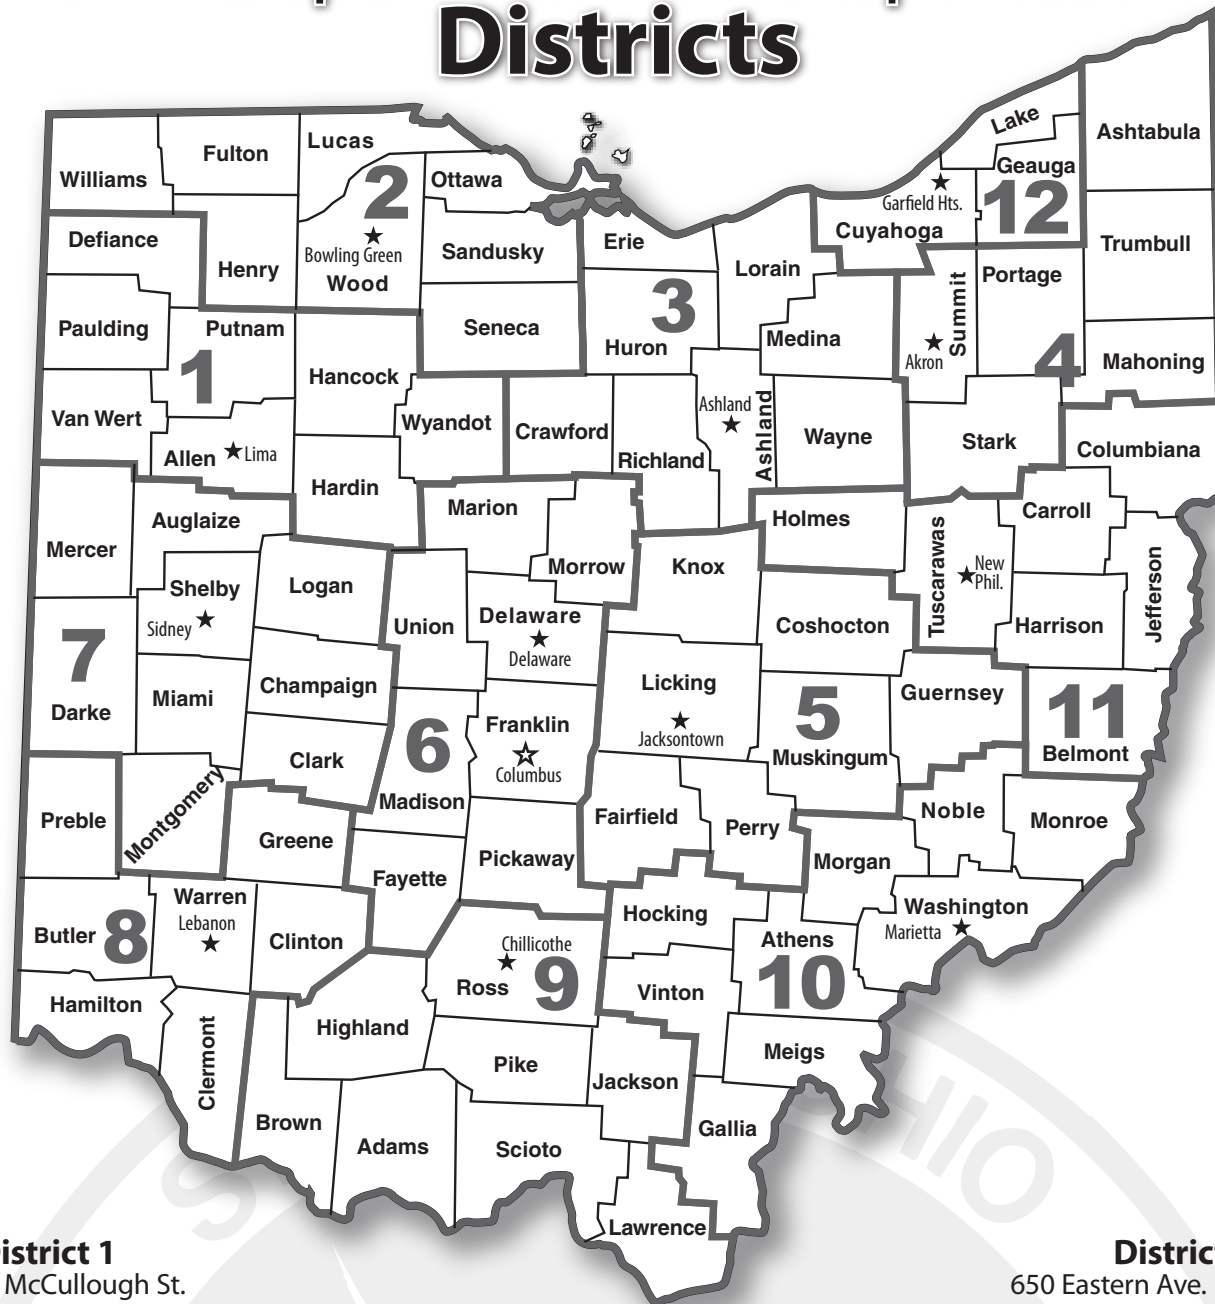 Districts
Lake
Ashtabula
Lucas
Fulton
Williams
Geauga
2
Ottawa
12
Garfield Hts.
Cuyahoga
Defiance
Bowling Green
Wood
Henry
Sandusky
Erie
Trumbull
Lorain
Summit
Portage
Paulding
Putnam
Seneca
3
Huron
Medina
Akron
4
Mahoning
1
Hancock
Van Wert
Wyandot
Crawford
Ashland
Ashland
Wayne
Stark
Columbiana
Allen
Lima
Richland
Hardin
Marion
Holmes
Carroll
Auglaize
Mercer
Morrow
Knox
Tuscarawas
New
Phil.
Jefferson
Shelby
Sidney
Logan
Union
Delaware
Delaware
Coshocton
Harrison
7
Darke
Miami
Champaign
Licking
Jacksontown
Guernsey
5
Muskingum
11
Belmont
6
Madison
Franklin
Columbus
Clark
Preble
Montgomery
Greene
Fairfield
Perry
Noble
Monroe
Pickaway
Morgan
Fayette
Warren
Lebanon
Butler
8
Clinton
Hocking
Washington
Marietta
Athens
10
Chillicothe
Ross
9
Vinton
Hamilton
Highland
Clermont
Pike
Jackson
Meigs
Brown
Adams
Scioto
Gallia
Lawrence
S
HIO
istrict 1
McCullough St.
Distric
650 Eastern Ave.